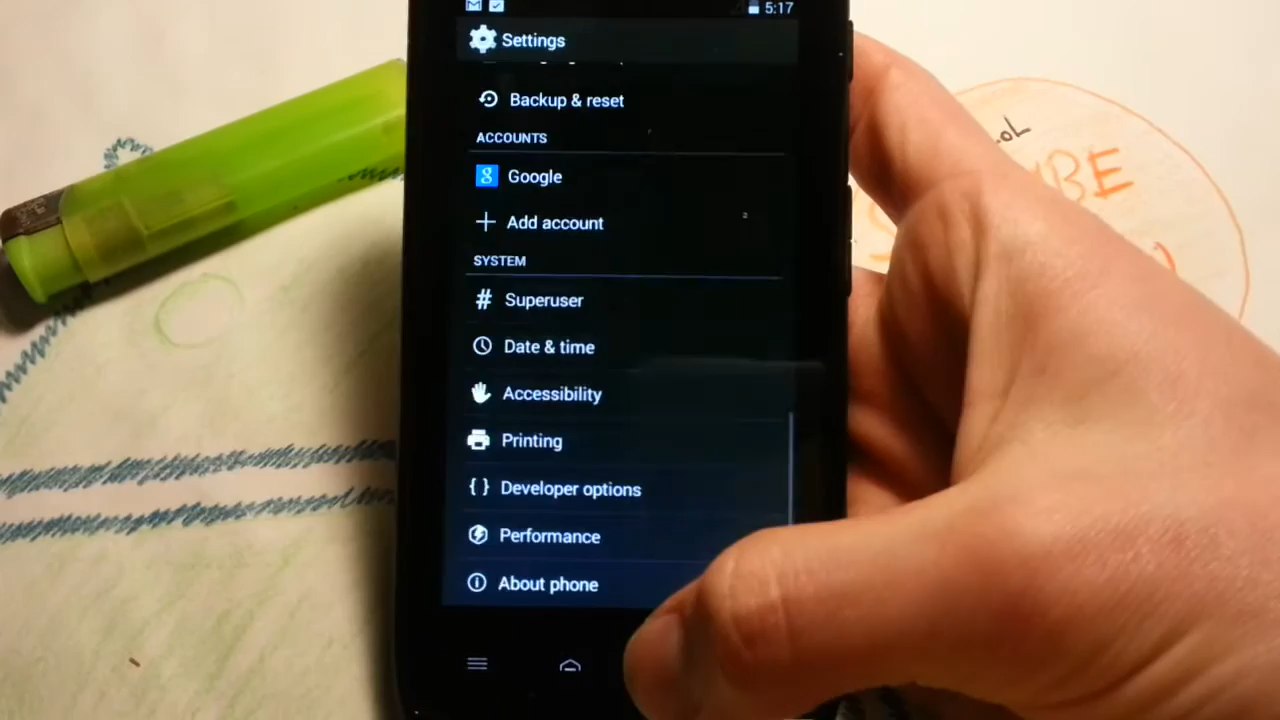 5:17
Settings
Backup & reset
ACCOUNTS
Google
Add account
SYSTEM
# Superuser
Date & time
Accessibility
Printing
{ } Developer options
Performance
About phone